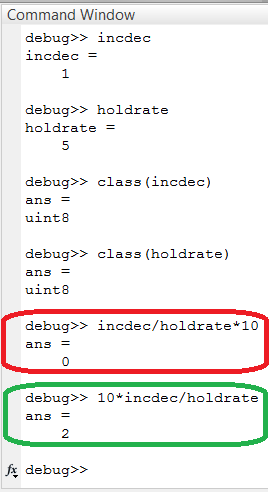 Command Window
debug>> incdec
incdec =
1
debug>> holdrate
holdrate =
5
debug>> class(incdec)
ans =
uint8
debug>> class(holdrate)
ans =
uint8
debug>> incdec/holdrate*10
ans =
0
debug>> 10*incdec/holdrate
ans =
2
fx debug>>